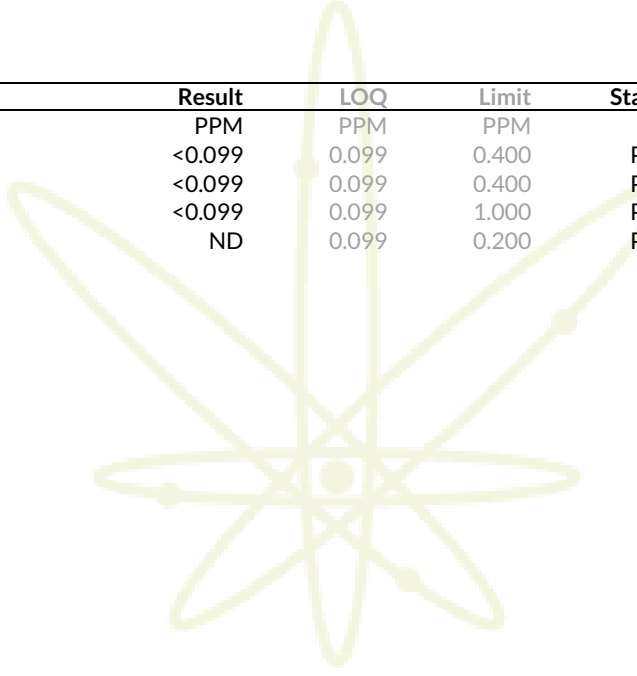 Result LOQ Limit Sta
PPM PPM PPM
<0.099 0.099 0.400 P
<0.099 0.099 0.400 P
<0.099 0.099 1.000 P
ND 0.099 0.200 P